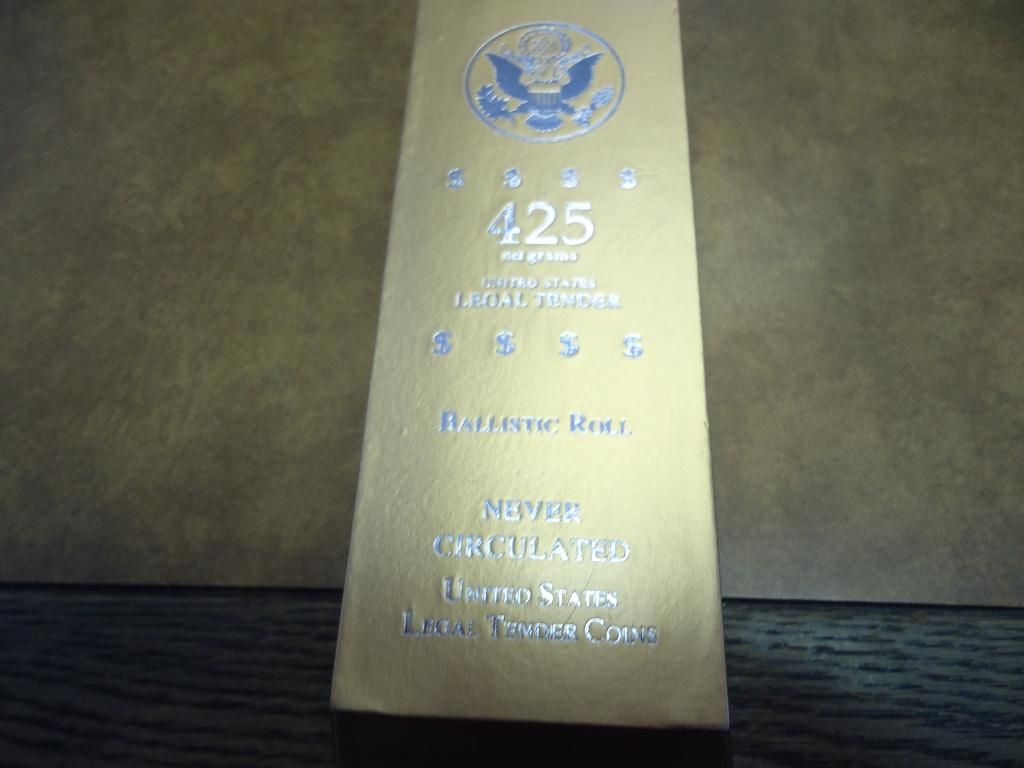 $ $ $ $
425
net grams
UNITED STATES
LEGAL TENDER
$ $ $ $
BALLISTIC ROLL
NEVER
CIRCULATED
UNITED STATES
LEGAL TENDER COINS